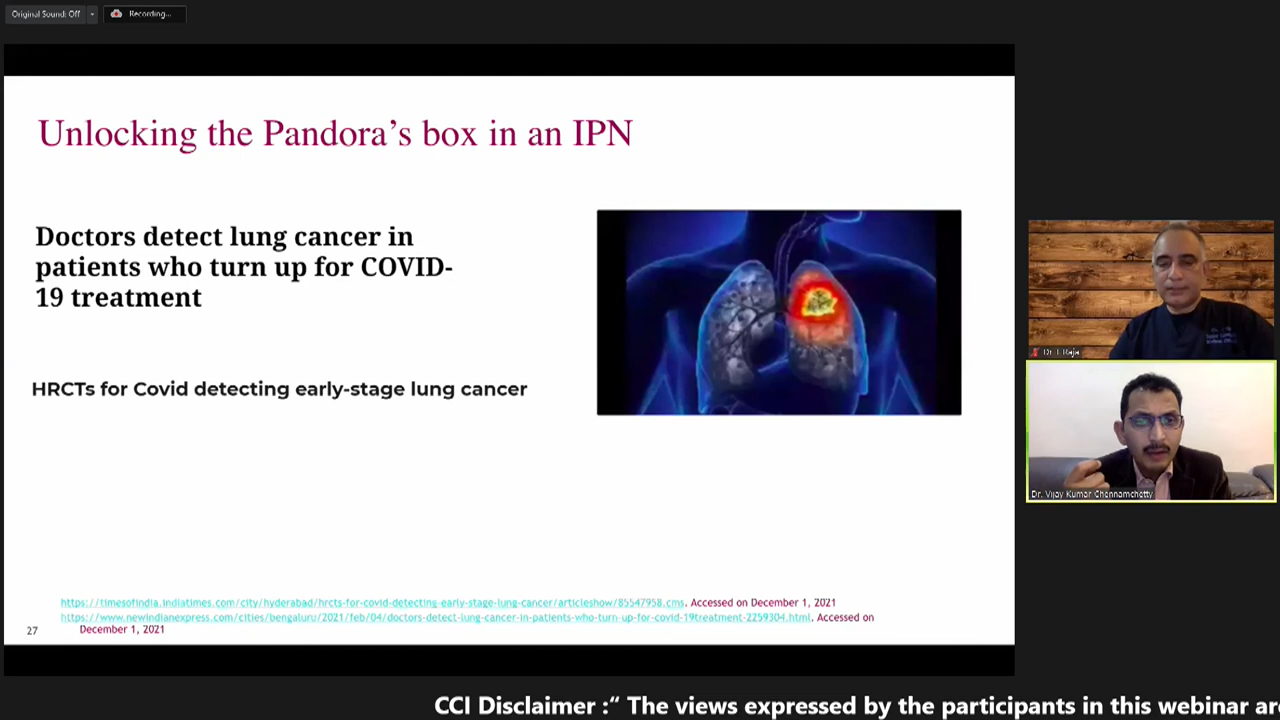 Original Sound: Off
Recording...
Unlocking the Pandora's box in an IPN
Doctors detect lung cancer in
patients who turn up for COVID-
19 treatment
HRCTs for Covid detecting early-stage lung cancer
https://timesofindia.indiatimes.com/city/hyderabad/hrcts-for-covid-detecting-early-stage-lung-cancer/articleshow/85547958.cms. Accessed on December 1, 2021
https://www.newindianexpress.com/cities/bengaluru/2021/feb/04/doctors-detect-lung-cancer-in-patients-who-turn-up-for-covid-19treatment-2259304.html. Accessed on
December 1, 2021
27
Raja
Dr. Vijay Kumar Chennamchetty
CCI Disclaimer :“ The views expressed by the participants in this webinar are